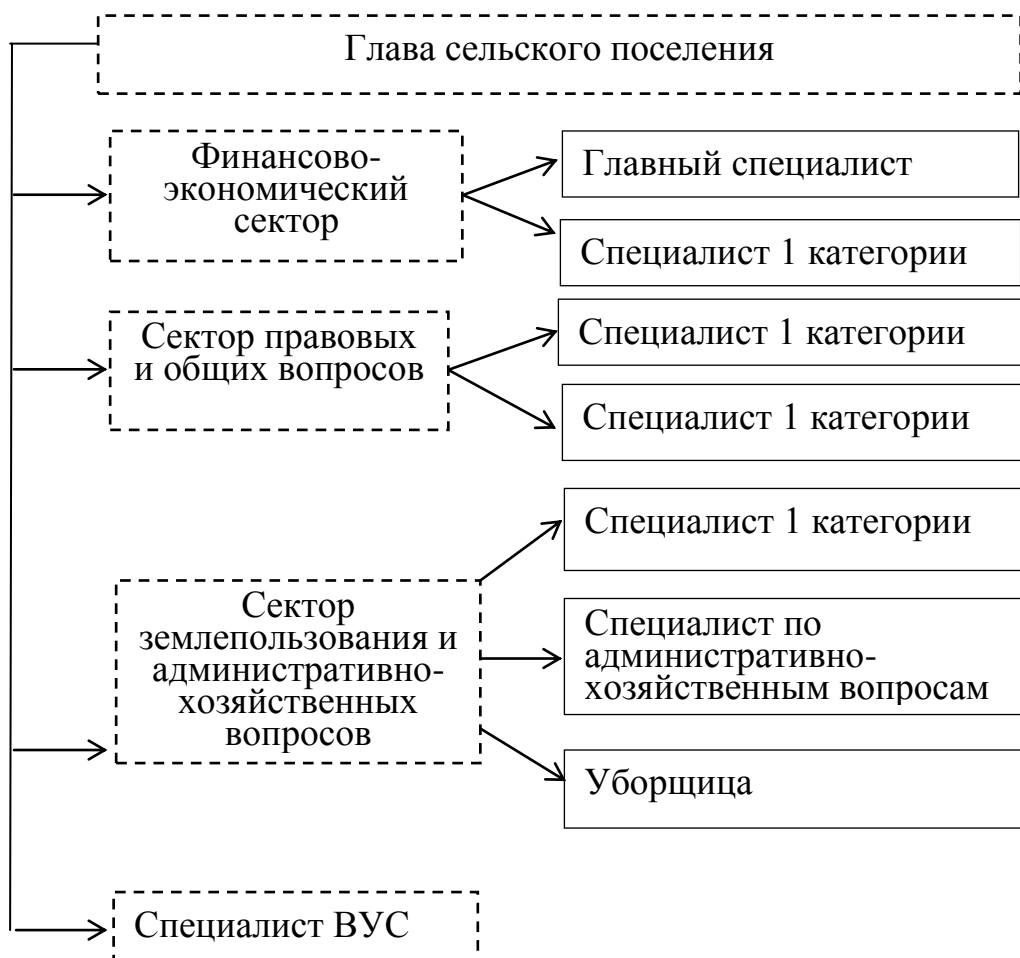 Глава сельского поселения
Финансово-
экономический
сектор
Главный специалист
Специалист 1 категории
Сектор правовых
и общих вопросов
Специалист 1 категории
Специалист 1 категории
Сектор
землепользования и
административно-
хозяйственных
вопросов
Специалист 1 категории
Специалист по
административно-
хозяйственным вопросам
Уборщица
Специалист ВУС